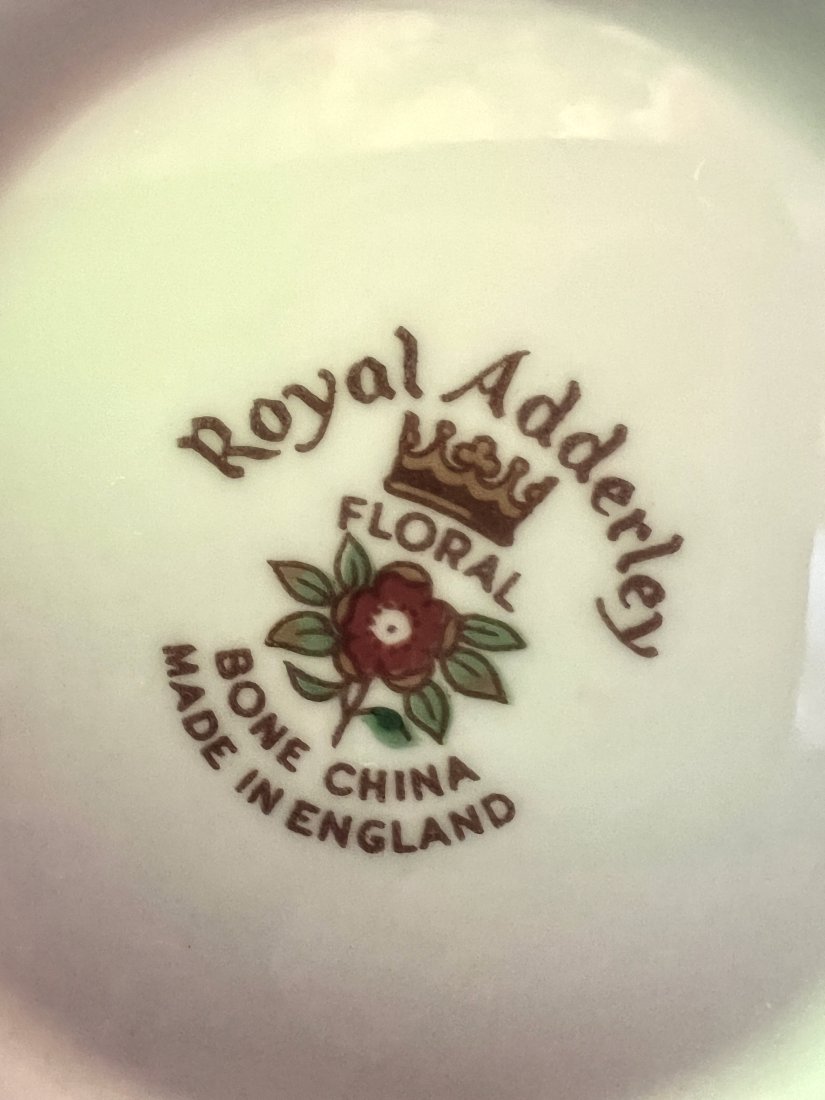 Royal Adderley
FLORAL
BONE CHINA
MADE IN ENGLAND